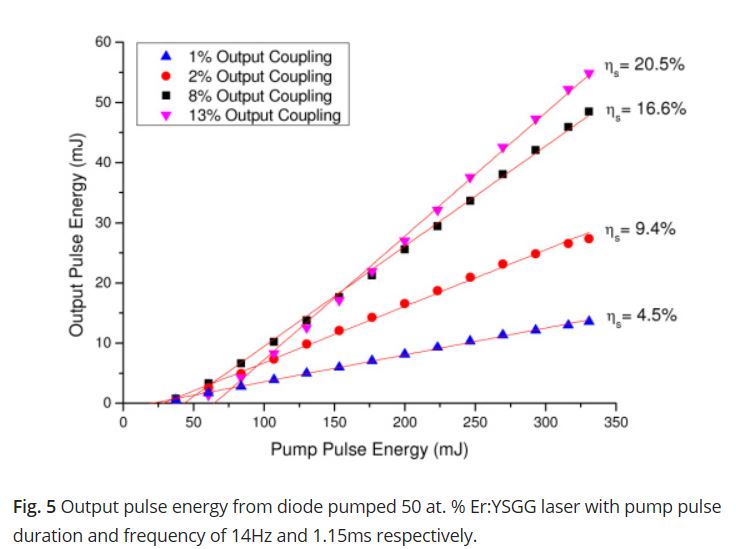 60
50
40
30
20
10
0
Output Pulse Energy (mJ)
1% Output Coupling
2% Output Coupling
8% Output Coupling
13% Output Coupling
ηs= 20.5%
ηs= 16.6%
ηs= 9.4%
ηs= 4.5%
0 50 100 150 200 250 300 350
Pump Pulse Energy (mJ)
Fig. 5 Output pulse energy from diode pumped 50 at. % Er:YSGG laser with pump pulse
duration and frequency of 14Hz and 1.15ms respectively.